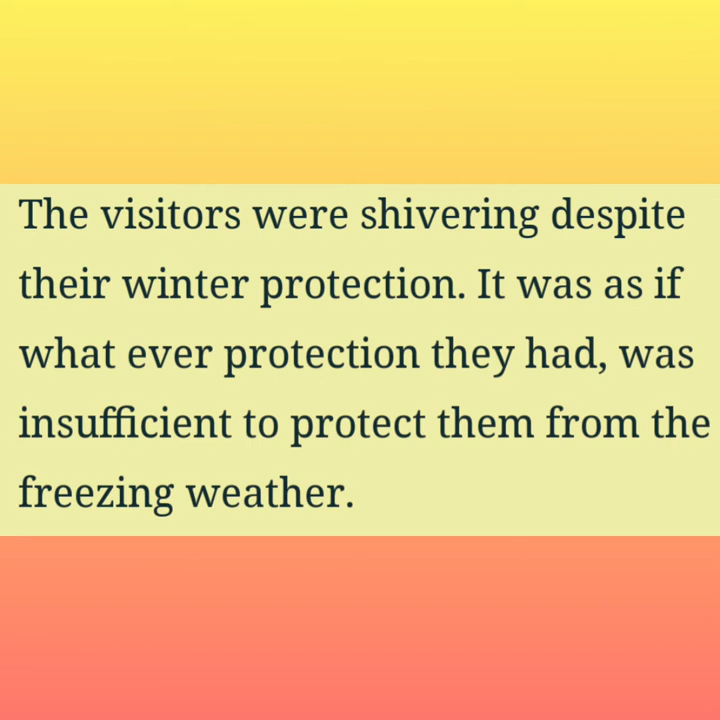 The visitors were shivering despite
their winter protection. It was as if
what ever protection they had, was
insufficient to protect them from the
freezing weather.